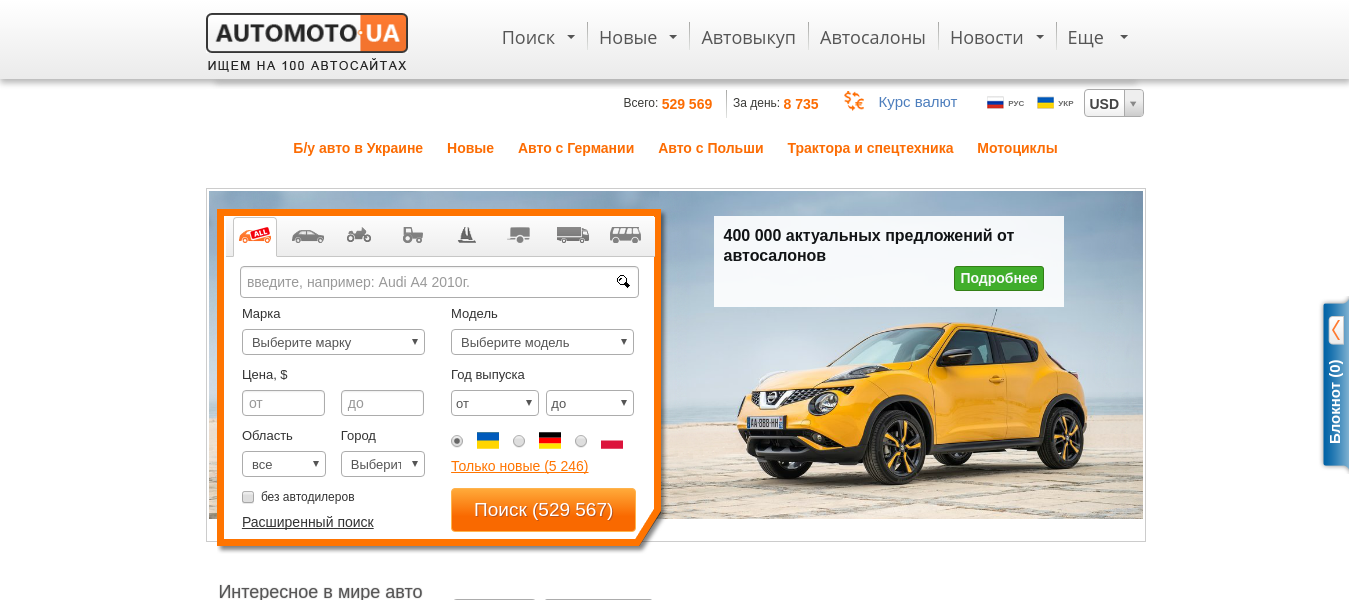 AUTOMOTO.UA
ИЩЕМ НА 100 АВТОСАЙТАХ
Поиск Новые Автовыкуп Автосалоны Новости Еще
Всего: 529 569 За день: 8 735 Курс валют РУС УКР USD
Б/у авто в Украине Новые Авто с Германии Авто с Польши Трактора и спецтехника Мотоциклы
ALL
введите, например: Audi A4 2010г.
Марка Модель
Выберите марку Выберите модель
Цена, $ Год выпуска
от до от до
Область Город
все Выберит
Только новые (5 246)
без автодилеров
Расширенный поиск
Поиск (529 567)
400 000 актуальных предложений от
автосалонов
Подробнее
AA 888 HH
Блокнот (0)
Интересное в мире авто